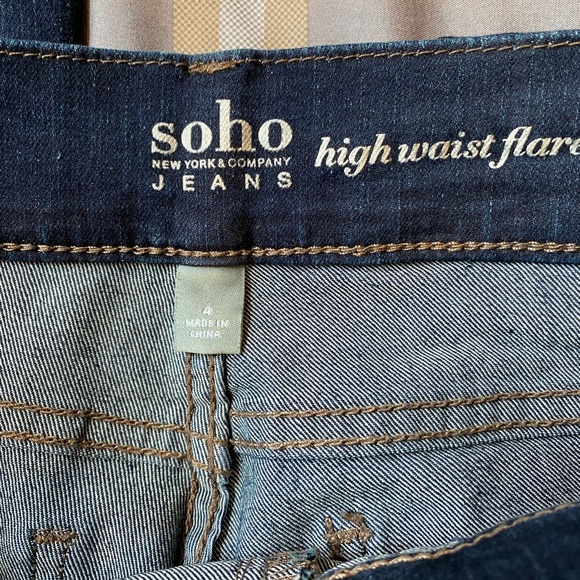 soho
NEW YORK & COMPANY
JEANS
high waist flare
4
MADE IN
CHINA